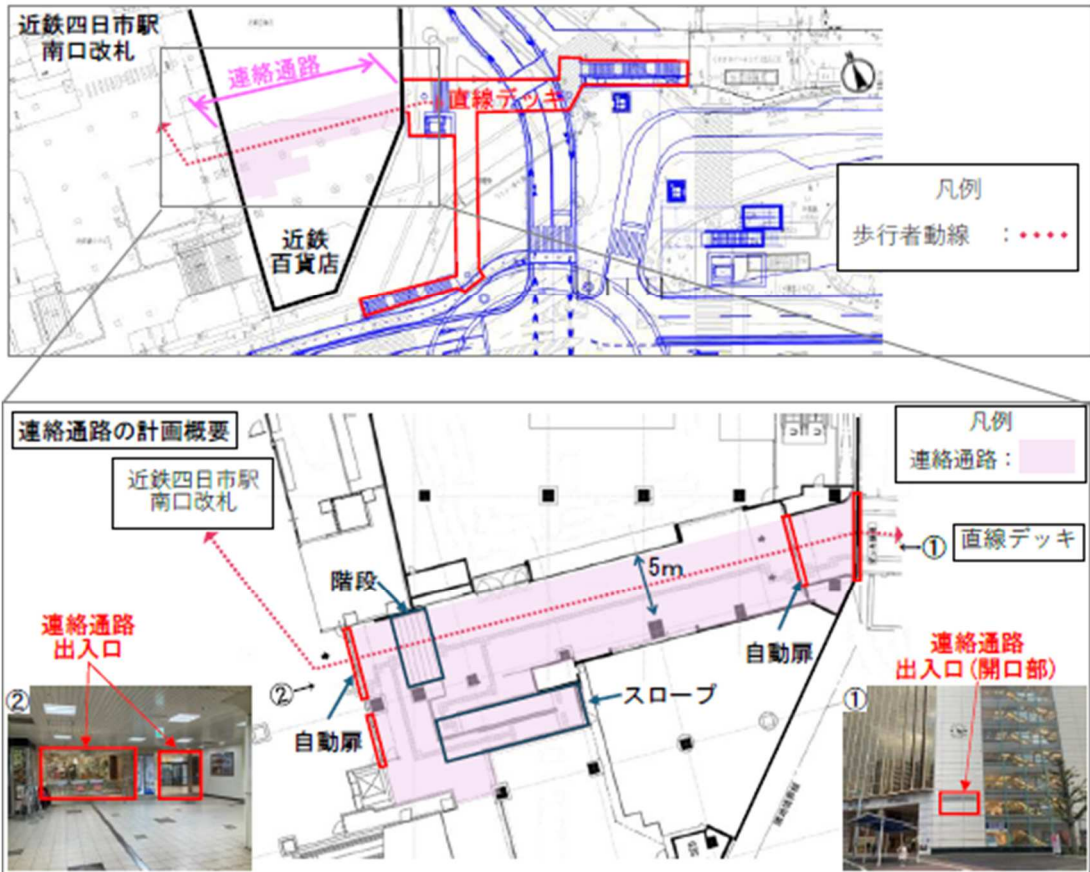 近鉄四日市駅
南口改札
連絡通路
直線デッキ
近鉄
百貨店
凡例
歩行者動線 :
連絡通路の計画概要
近鉄四日市駅
南口改札
凡例
連絡通路:
①
直線デッキ
階段
5m
連絡通路
出入口
自動扉
②
スロープ
自動扉
連絡通路
出入口(開口部)
②
①